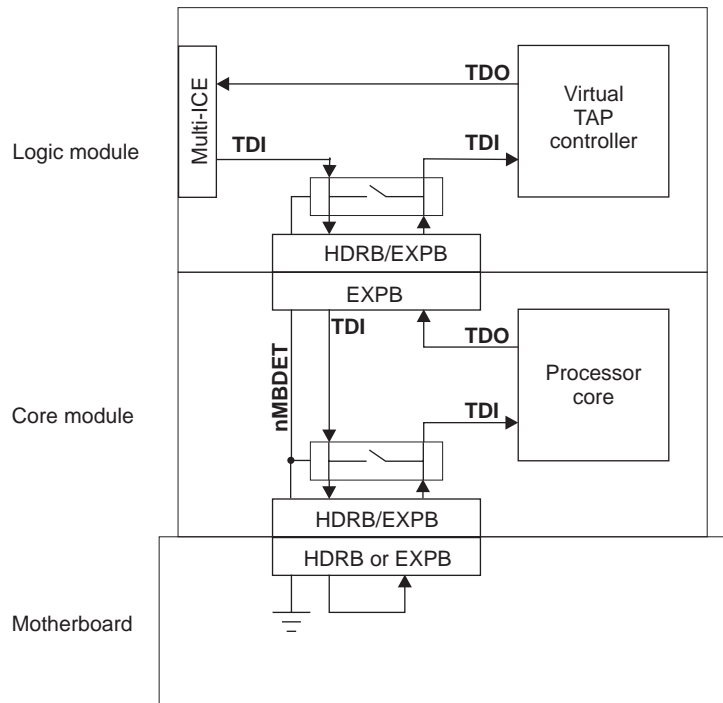 TDO
Virtual
TAP
controller
Multi-ICE
Logic module
TDI
TDI
HDRB/EXPB
EXPB
TDI
TDO
nMBDET
Processor
core
TDI
Core module
HDRB/EXPB
HDRB or EXPB
Motherboard